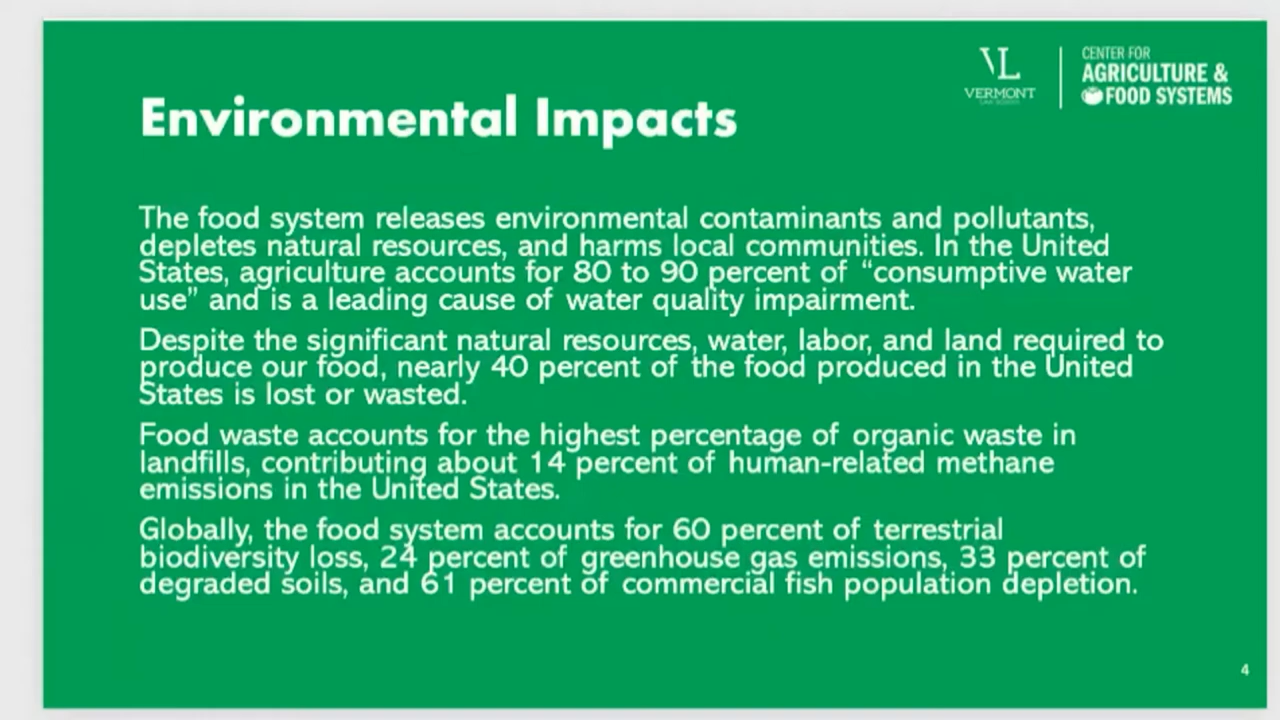 VL
VERMONT
LAW SCHOOL
CENTER FOR
AGRICULTURE &
FOOD SYSTEMS
Environmental Impacts
The food system releases environmental contaminants and pollutants,
depletes natural resources, and harms local communities. In the United
States, agriculture accounts for 80 to 90 percent of “consumptive water
use” and is a leading cause of water quality impairment.
Despite the significant natural resources, water, labor, and land required to
produce our food, nearly 40 percent of the food produced in the United
States is lost or wasted.
Food waste accounts for the highest percentage of organic waste in
landfills, contributing about 14 percent of human-related methane
emissions in the United States.
Globally, the food system accounts for 60 percent of terrestrial
biodiversity loss, 24 percent of greenhouse gas emissions, 33 percent of
degraded soils, and 61 percent of commercial fish population depletion.
4